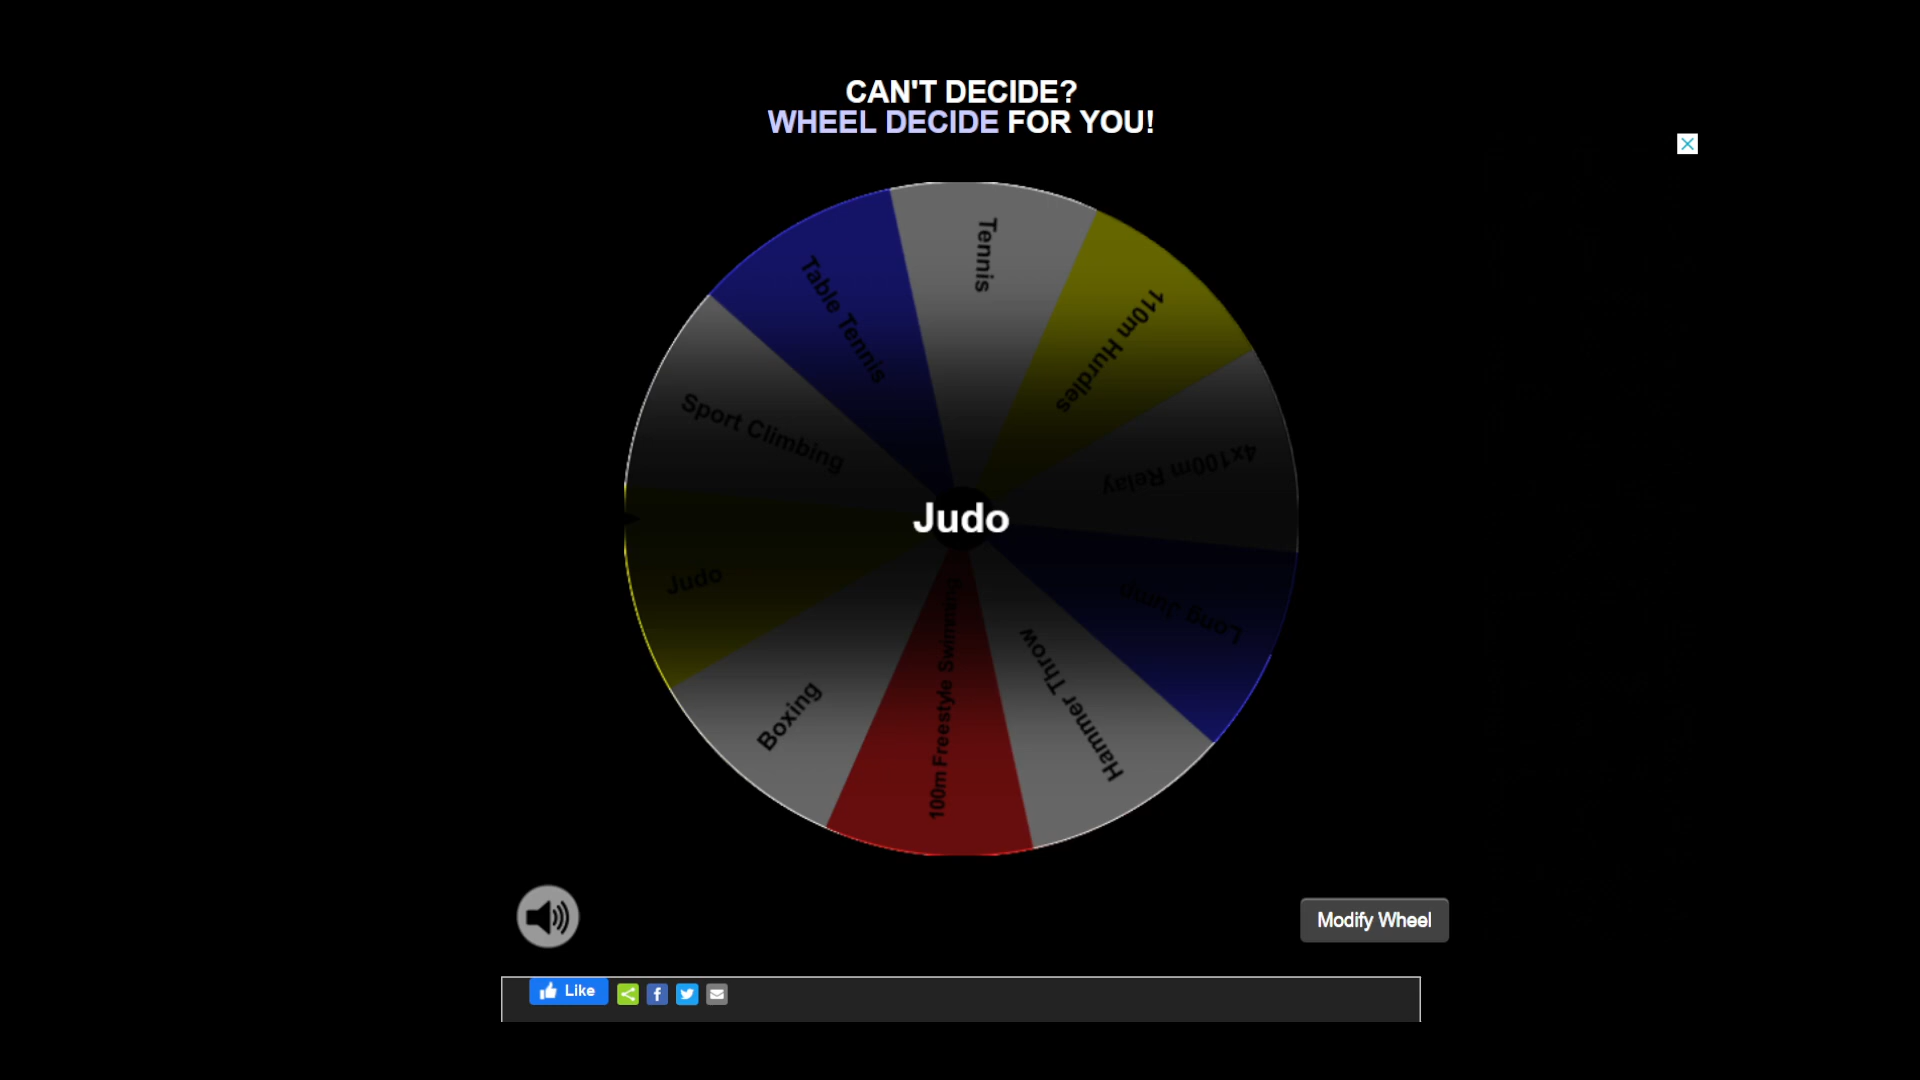 CAN'T DECIDE?
WHEEL DECIDE FOR YOU!
Tennis
110m Hurdles
4x100m Relay
Long Jump
Hammer Throw
100m Freestyle Swimming
Boxing
Judo
Sport Climbing
Table Tennis
Judo
Modify Wheel
Like